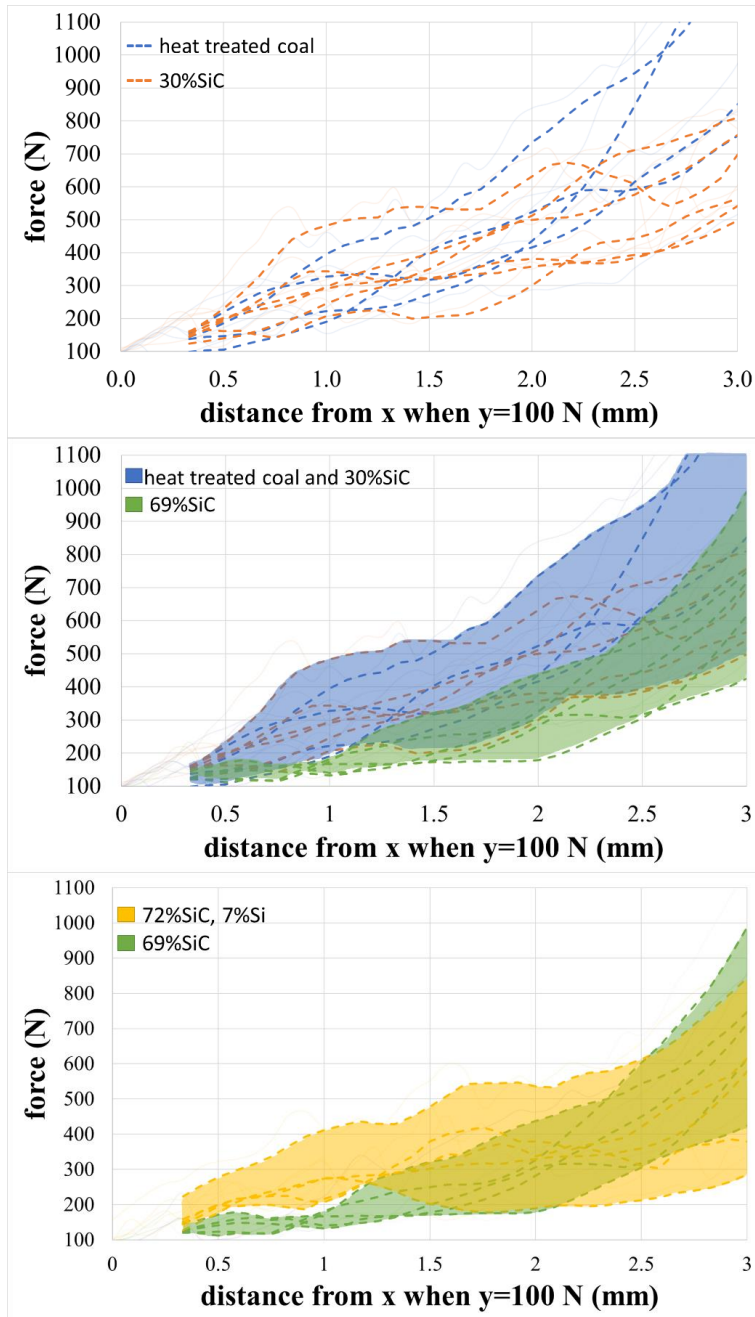 1100
1000
900
800
700
600
500
400
300
200
100
force (N)
heat treated coal
30%SiC
0.0 0.5 1.0 1.5 2.0 2.5 3.0
distance from x when y=100 N (mm)
1100
1000
900
800
700
600
500
400
300
200
100
force (N)
heat treated coal and 30%SiC
69%SiC
0 0.5 1 1.5 2 2.5 3
distance from x when y=100 N (mm)
1100
1000
900
800
700
600
500
400
300
200
100
force (N)
72%SiC, 7%Si
69%SiC
0 0.5 1 1.5 2 2.5 3
distance from x when y=100 N (mm)